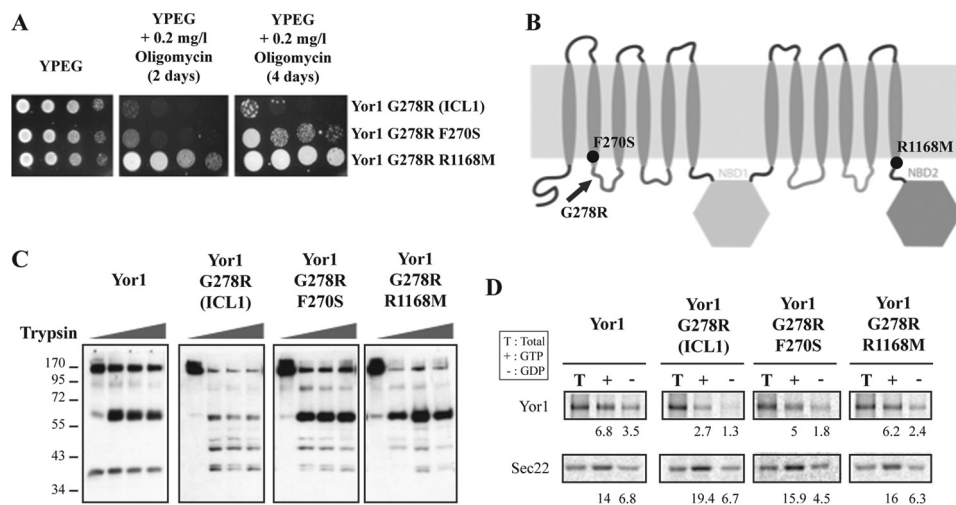 A
YPEG
YPEG
+ 0.2 mg/l
Oligomycin
(2 days)
YPEG
+ 0.2 mg/l
Oligomycin
(4 days)
Yor1 G278R (ICL1)
Yor1 G278R F270S
Yor1 G278R R1168M
B
F270S
G278R
NBD1
R1168M
NBD2
C
Yor1
Yor1
G278R
(ICL1)
Yor1
G278R
F270S
Yor1
G278R
R1168M
Trypsin
170
95
72
55
43
34
D
T : Total
+ : GTP
- : GDP
Yor1
Yor1
G278R
(ICL1)
Yor1
G278R
F270S
Yor1
G278R
R1168M
T + - T + - T + - T + -
Yor1
6.8 3.5 2.7 1.3 5 1.8 6.2 2.4
Sec22
14 6.8 19.4 6.7 15.9 4.5 16 6.3